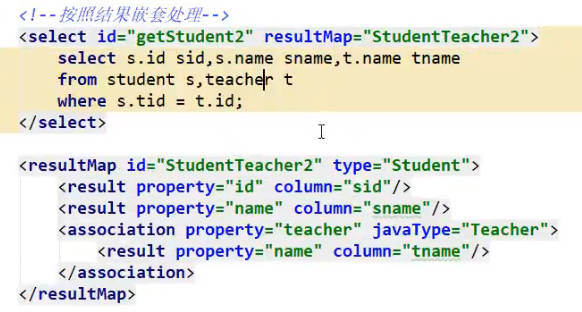 <!--按照结果嵌套处理-->
<select id="getStudent2" resultMap="StudentTeacher2">
select s.id sid,s.name sname,t.name tname
from student s,teacher t
where s.tid = t.id;
</select>
<resultMap id="StudentTeacher2" type="Student">
<result property="id" column="sid"/>
<result property="name" column="sname"/>
<association property="teacher" javaType="Teacher">
<result property="name" column="tname"/>
</association>
</resultMap>